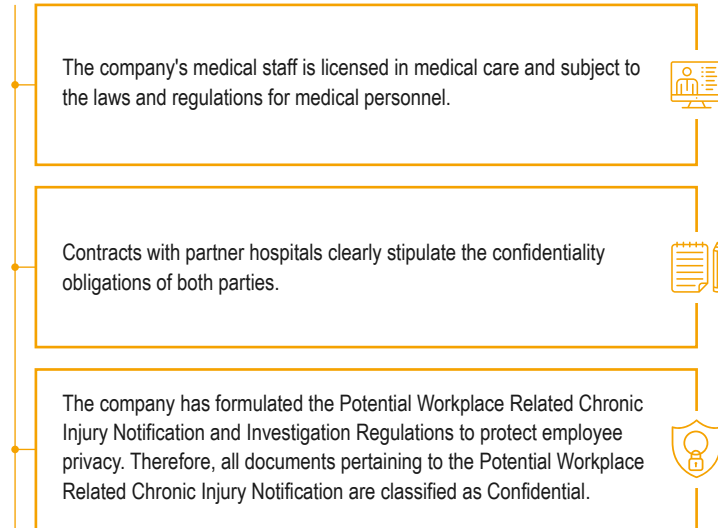 The company's medical staff is licensed in medical care and subject to
the laws and regulations for medical personnel.
Contracts with partner hospitals clearly stipulate the confidentiality
obligations of both parties.
The company has formulated the Potential Workplace Related Chronic
Injury Notification and Investigation Regulations to protect employee
privacy. Therefore, all documents pertaining to the Potential Workplace
Related Chronic Injury Notification are classified as Confidential.